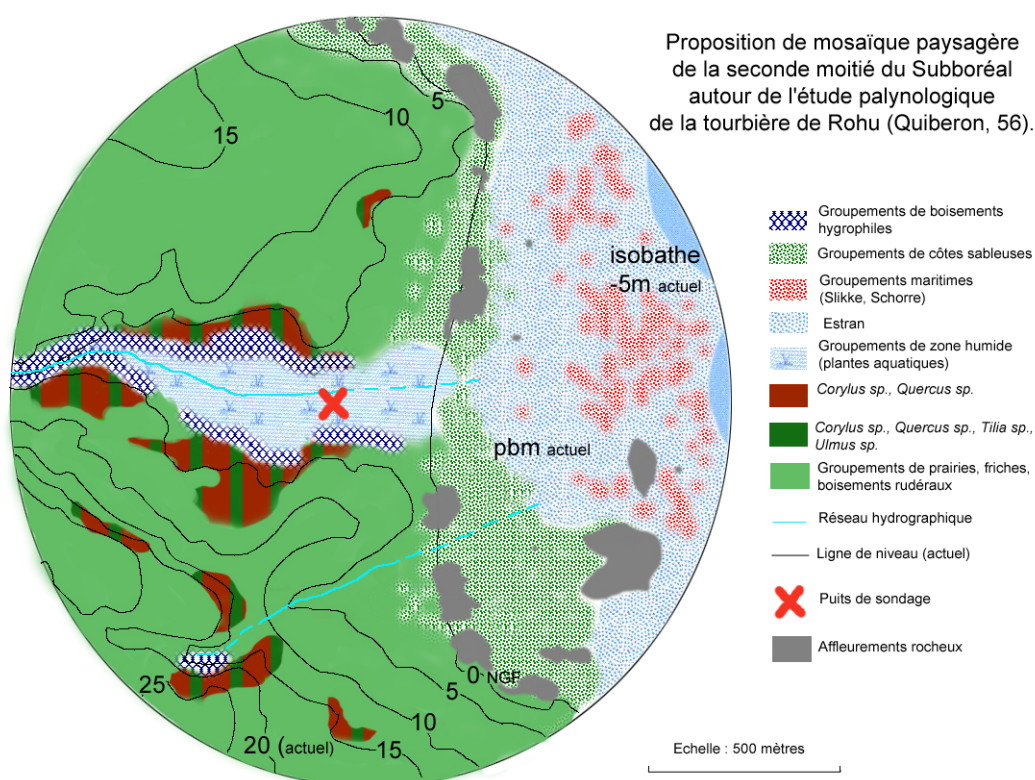 Proposition de mosaïque paysagère
de la seconde moitié du Subboréal
autour de l'étude palynologique
de la tourbière de Rohu (Quiberon, 56).
5
10
15
isobathe
-5m actuel
pbm actuel
0 NGF
5
10
15
20 (actuel)
25
Groupements de boisements
hygrophiles
Groupements de côtes sableuses
Groupements maritimes
(Slikke, Schorre)
Estran
Groupements de zone humide
(plantes aquatiques)
Corylus sp., Quercus sp.
Corylus sp., Quercus sp., Tilia sp.,
Ulmus sp.
Groupements de prairies, friches,
boisements rudéraux
Réseau hydrographique
Ligne de niveau (actuel)
Puits de sondage
Affleurements rocheux
Echelle : 500 mètres